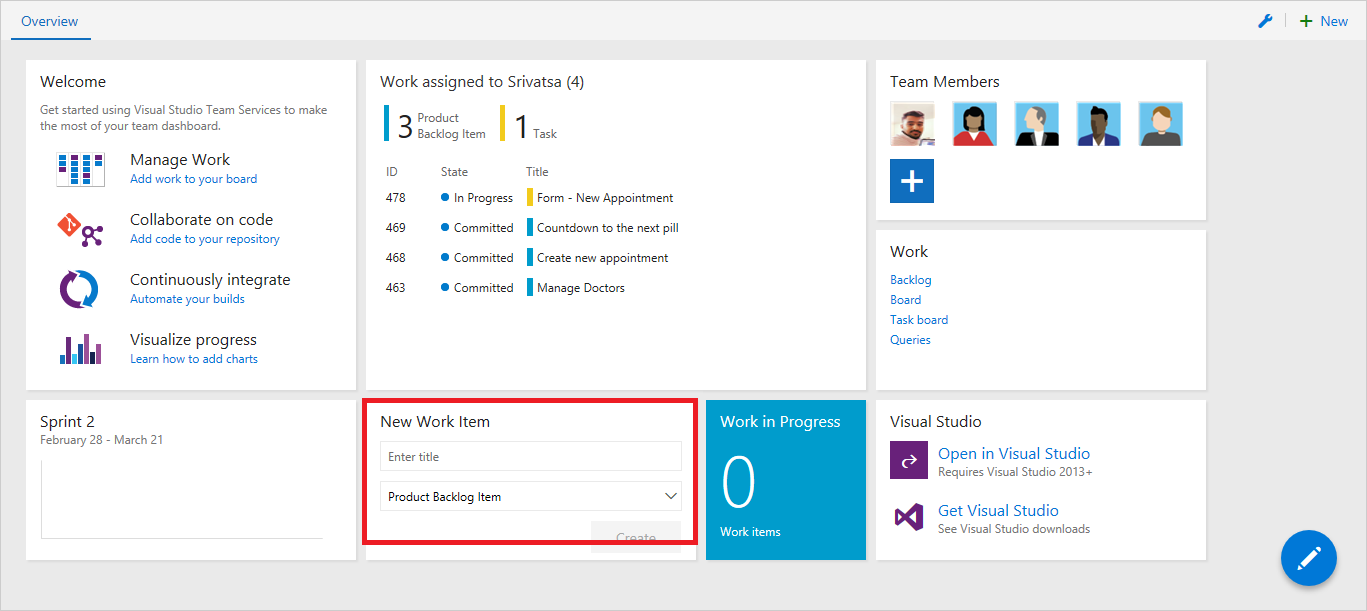 Overview
New
Welcome
Get started using Visual Studio Team Services to make
the most of your team dashboard.
Manage Work
Add work to your board
Collaborate on code
Add code to your repository
Continuously integrate
Automate your builds
Visualize progress
Learn how to add charts
Work assigned to Srivatsa (4)
3 Product
Backlog Item
1 Task
ID State Title
478 In Progress Form - New Appointment
469 Committed Countdown to the next pill
468 Committed Create new appointment
463 Committed Manage Doctors
Team Members
Work
Backlog
Board
Task board
Queries
Sprint 2
February 28 - March 21
New Work Item
Enter title
Product Backlog Item
Create
Work in Progress
0
Work items
Visual Studio
Open in Visual Studio
Requires Visual Studio 2013+
Get Visual Studio
See Visual Studio downloads